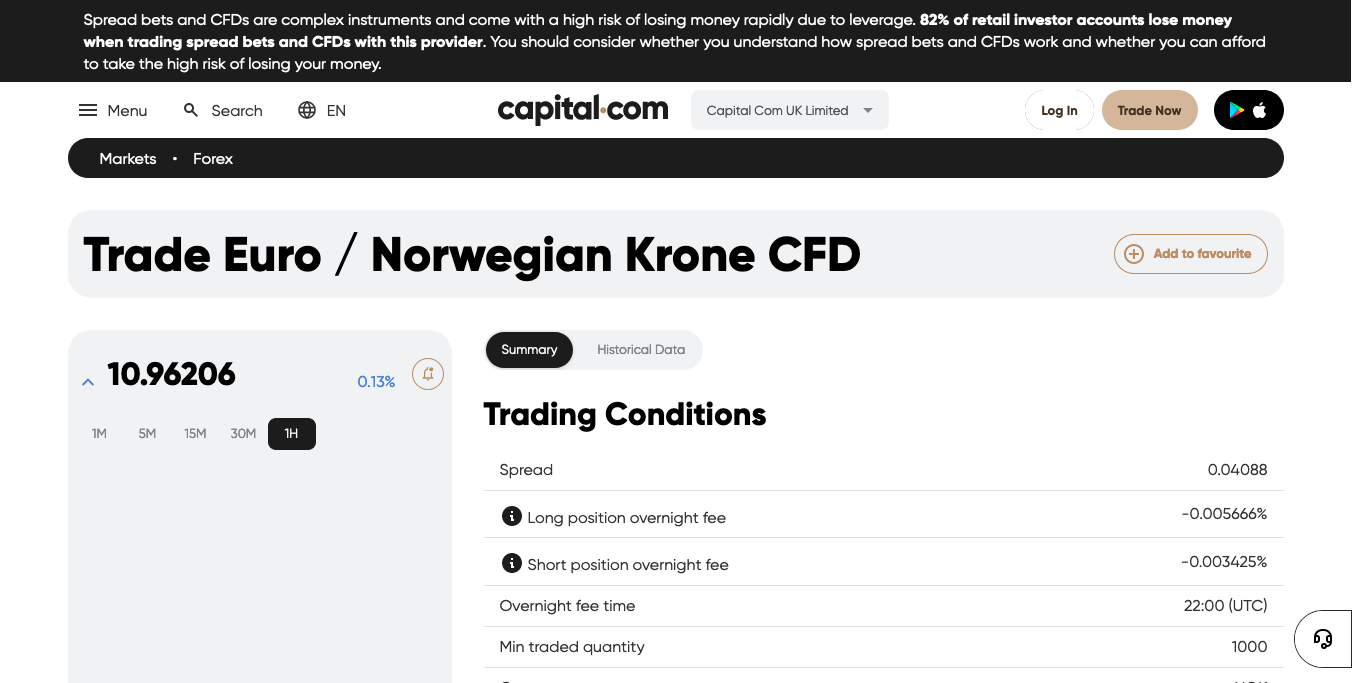 Spread bets and CFDs are complex instruments and come with a high risk of losing money rapidly due to leverage. 82% of retail investor accounts lose money
when trading spread bets and CFDs with this provider. You should consider whether you understand how spread bets and CFDs work and whether you can afford
to take the high risk of losing your money.
Menu Search EN capital.com Capital Com UK Limited Log In Trade Now
Markets • Forex
Trade Euro / Norwegian Krone CFD Add to favourite
10.96206 0.13%
1M 5M 15M 30M 1H
Summary Historical Data
Trading Conditions
Spread 0.04088
Long position overnight fee -0.005666%
Short position overnight fee -0.003425%
Overnight fee time 22:00 (UTC)
Min traded quantity 1000